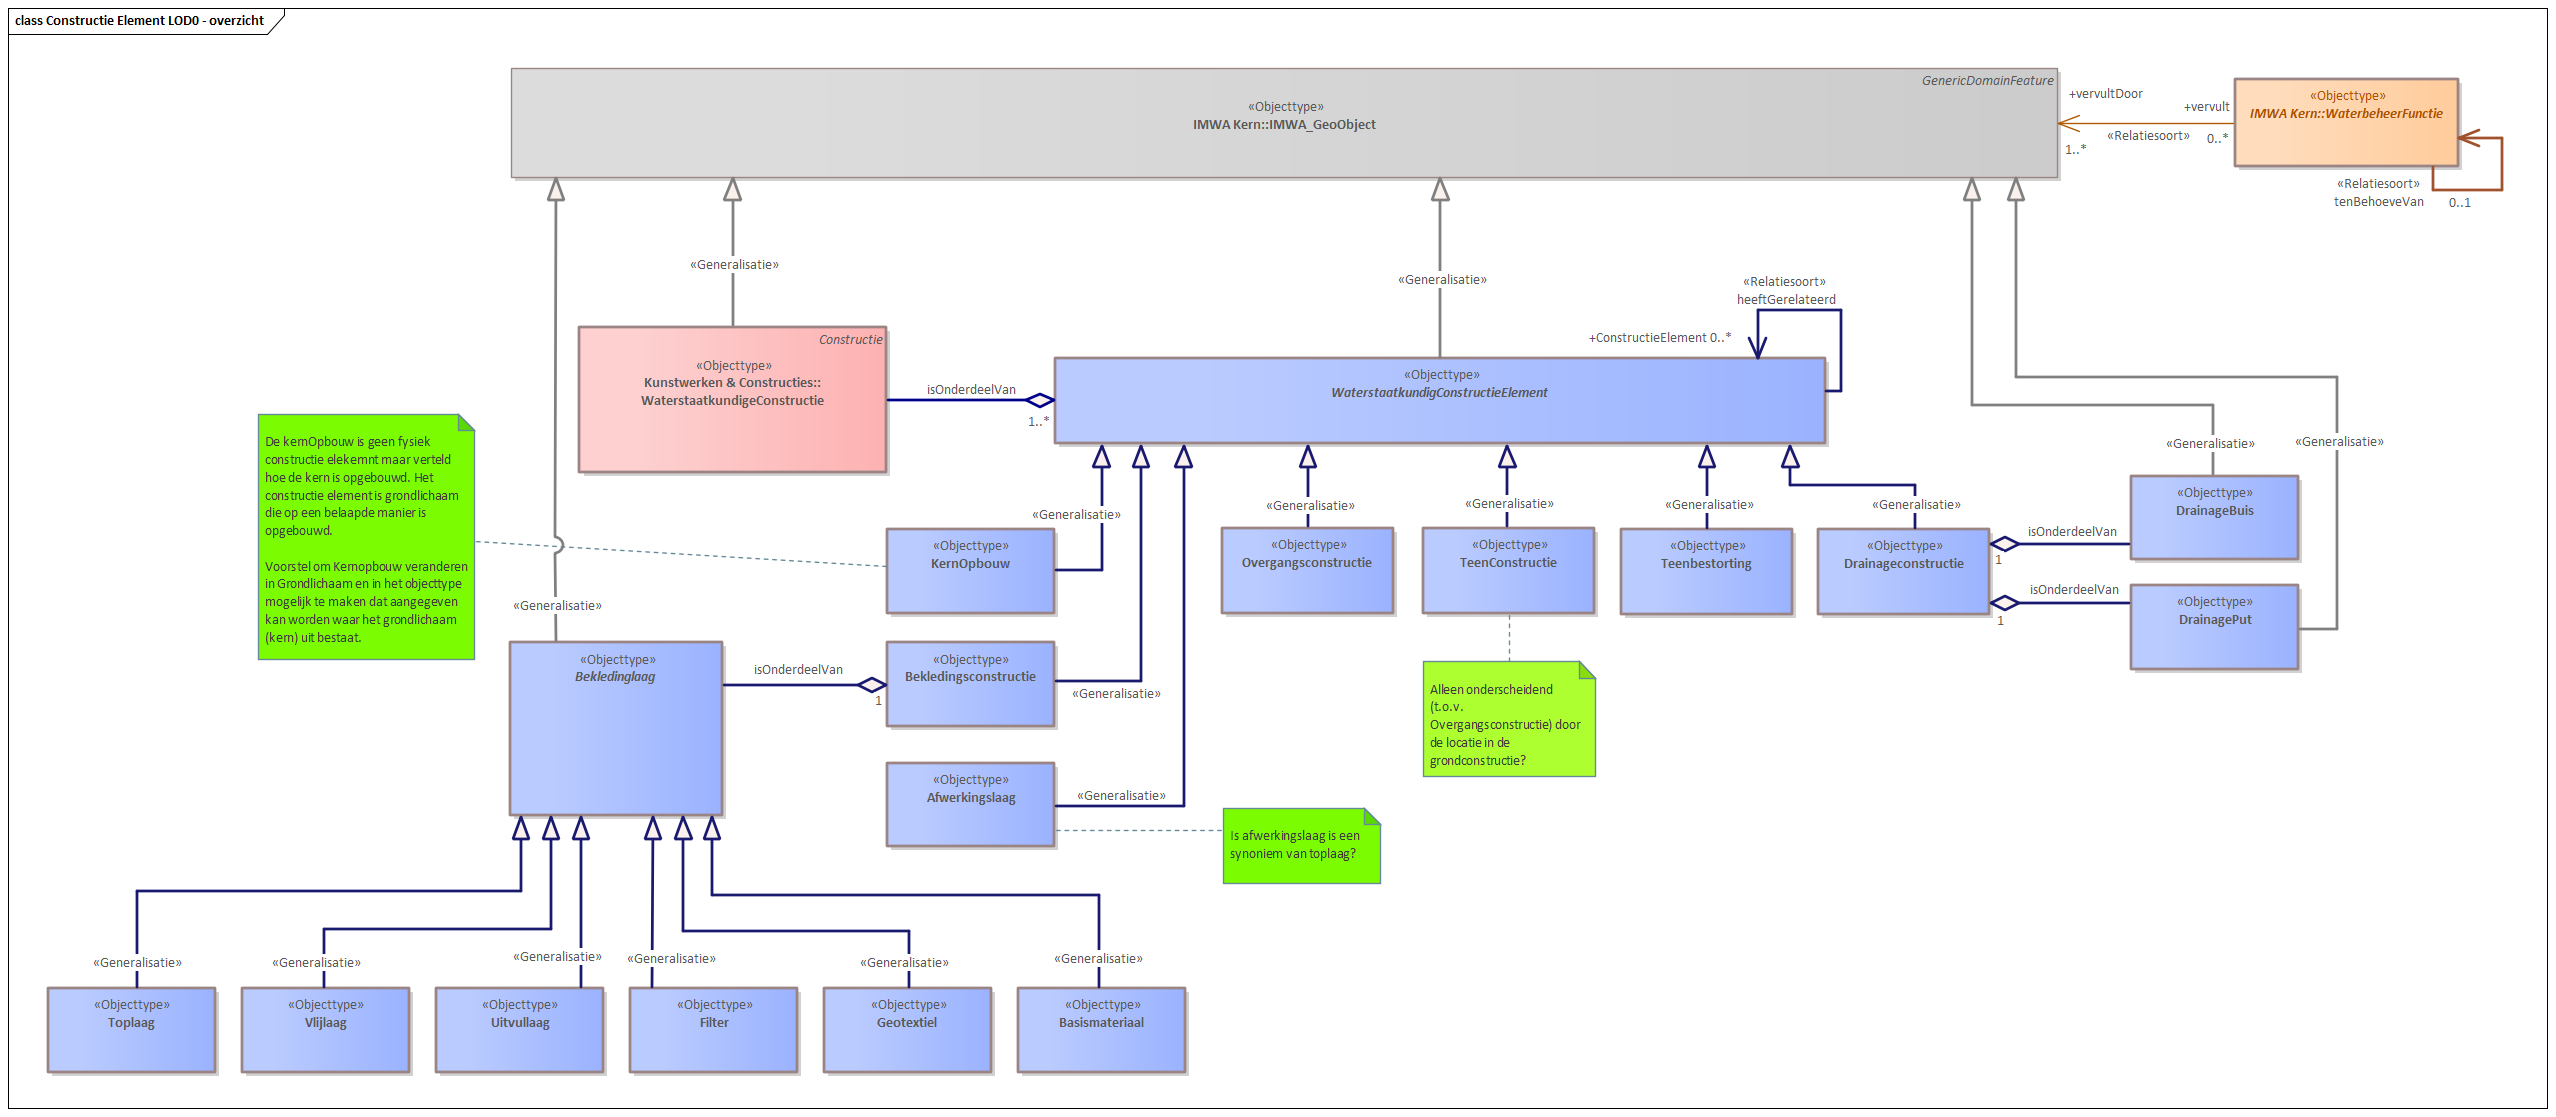 class Constructie Element LOD0 - overzicht
GenericDomainFeature
«Objecttype»
IMWA Kern::IMWA_GeoObject
+vervultDoor
+vervult
«Relatiesoort»
1..*
0..*
«Objecttype»
IMWA Kern::WaterbeheerFunctie
«Relatiesoort»
tenBehoeveVan
0..1
«Generalisatie»
«Generalisatie»
«Relatiesoort»
heeftGerelateerd
+ConstructieElement 0..*
Constructie
«Objecttype»
Kunstwerken & Constructies::
WaterstaatkundigeConstructie
isOnderdeelVan
1..*
«Objecttype»
WaterstaatkundigConstructieElement
«Generalisatie»
«Generalisatie»
De kernOpbouw is geen fysiek
constructie elekemnt maar verteld
hoe de kern is opgebouwd. Het
constructie element is grondlichaam
die op een belaapde manier is
opgebouwd.
Voorstel om Kernopbouw veranderen
in Grondlichaam en in het objecttype
mogelijk te maken dat aangegeven
kan worden waar het grondlichaam
(kern) uit bestaat.
«Generalisatie»
«Generalisatie»
«Generalisatie»
«Generalisatie»
«Generalisatie»
«Objecttype»
KernOpbouw
«Objecttype»
Overgangsconstructie
«Objecttype»
TeenConstructie
«Objecttype»
Teenbestorting
«Objecttype»
Drainageconstructie
isOnderdeelVan
1
«Objecttype»
DrainageBuis
isOnderdeelVan
1
«Objecttype»
DrainagePut
«Generalisatie»
«Objecttype»
Bekledinglaag
isOnderdeelVan
1
«Objecttype»
Bekledingsconstructie
«Generalisatie»
Alleen onderscheidend
(t.o.v.
Overgangsconstructie) door
de locatie in de
grondconstructie?
«Objecttype»
Afwerkingslaag
«Generalisatie»
Is afwerkingslaag is een
synoniem van toplaag?
«Generalisatie»
«Generalisatie»
«Generalisatie»
«Generalisatie»
«Generalisatie»
«Generalisatie»
«Objecttype»
Toplaag
«Objecttype»
Vlijlaag
«Objecttype»
Uitvullaag
«Objecttype»
Filter
«Objecttype»
Geotextiel
«Objecttype»
Basismateriaal